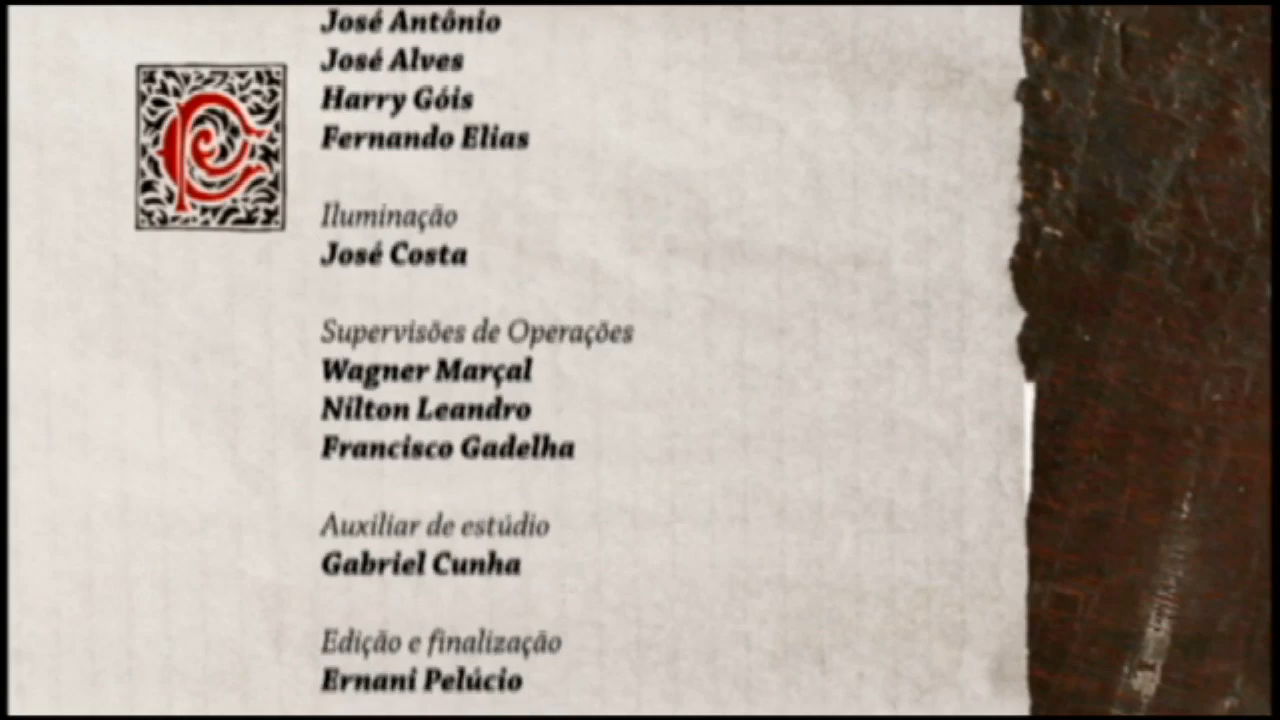 José Antônio
José Alves
Harry Góis
Fernando Elias
Iluminação
José Costa
Supervisões de Operações
Wagner Marçal
Nilton Leandro
Francisco Gadelha
Auxiliar de estúdio
Gabriel Cunha
Edição e finalização
Ernani Pelúcio